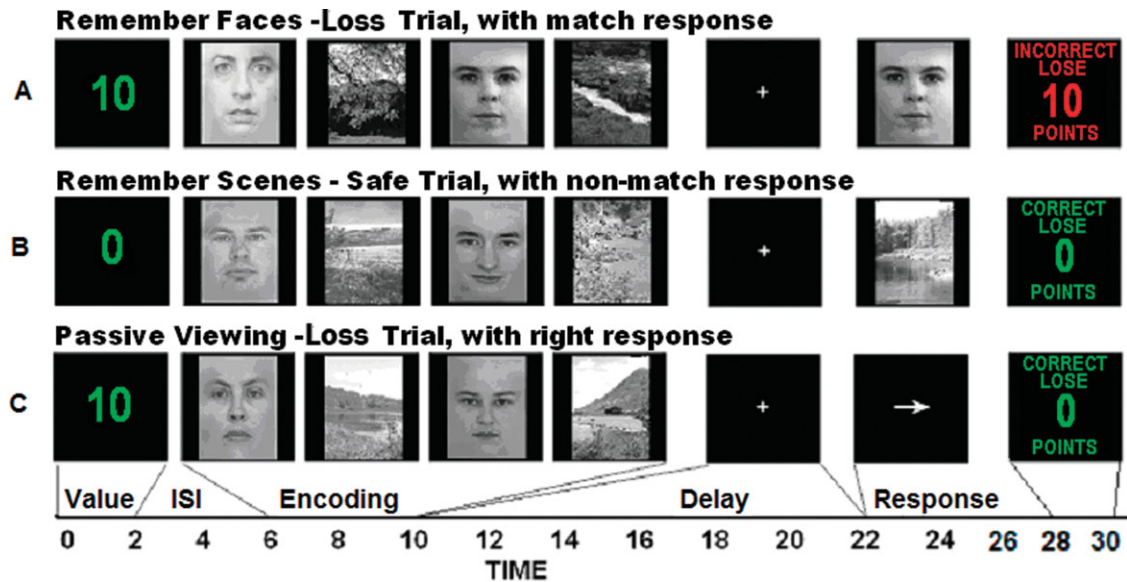 Remember Faces -Loss Trial, with match response
A
10
INCORRECT
LOSE
10
POINTS
Remember Scenes - Safe Trial, with non-match response
B
0
CORRECT
LOSE
0
POINTS
Passive Viewing -Loss Trial, with right response
C
10
CORRECT
LOSE
0
POINTS
Value ISI Encoding Delay Response
0 2 4 6 8 10 12 14 16 18 20 22 24 26 28 30
TIME